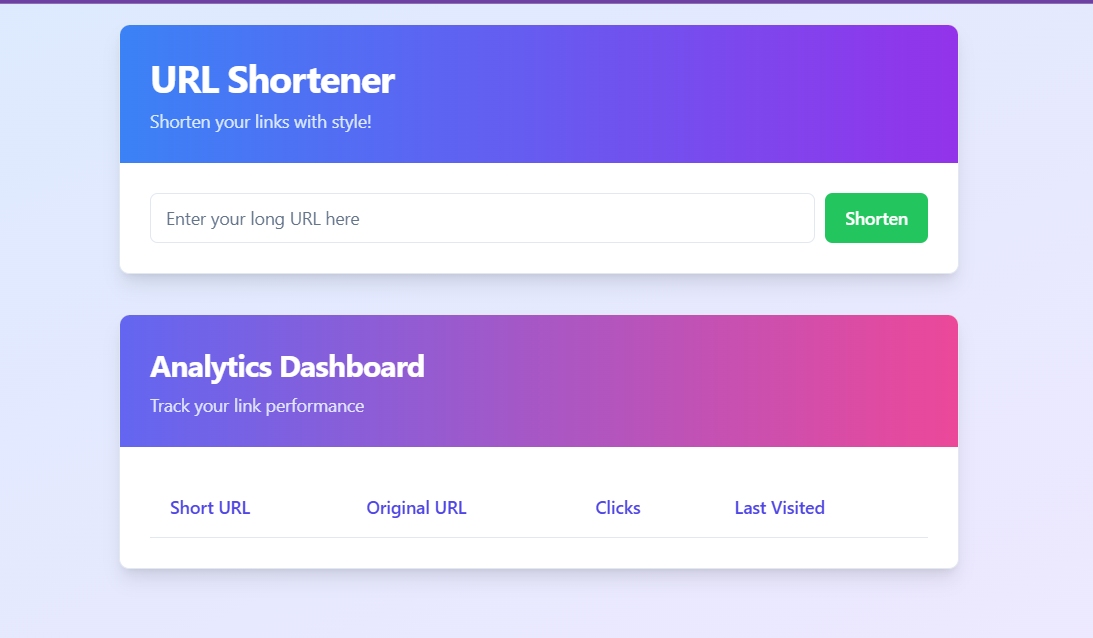 URL Shortener
Shorten your links with style!
Enter your long URL here
Shorten
Analytics Dashboard
Track your link performance
Short URL Original URL Clicks Last Visited